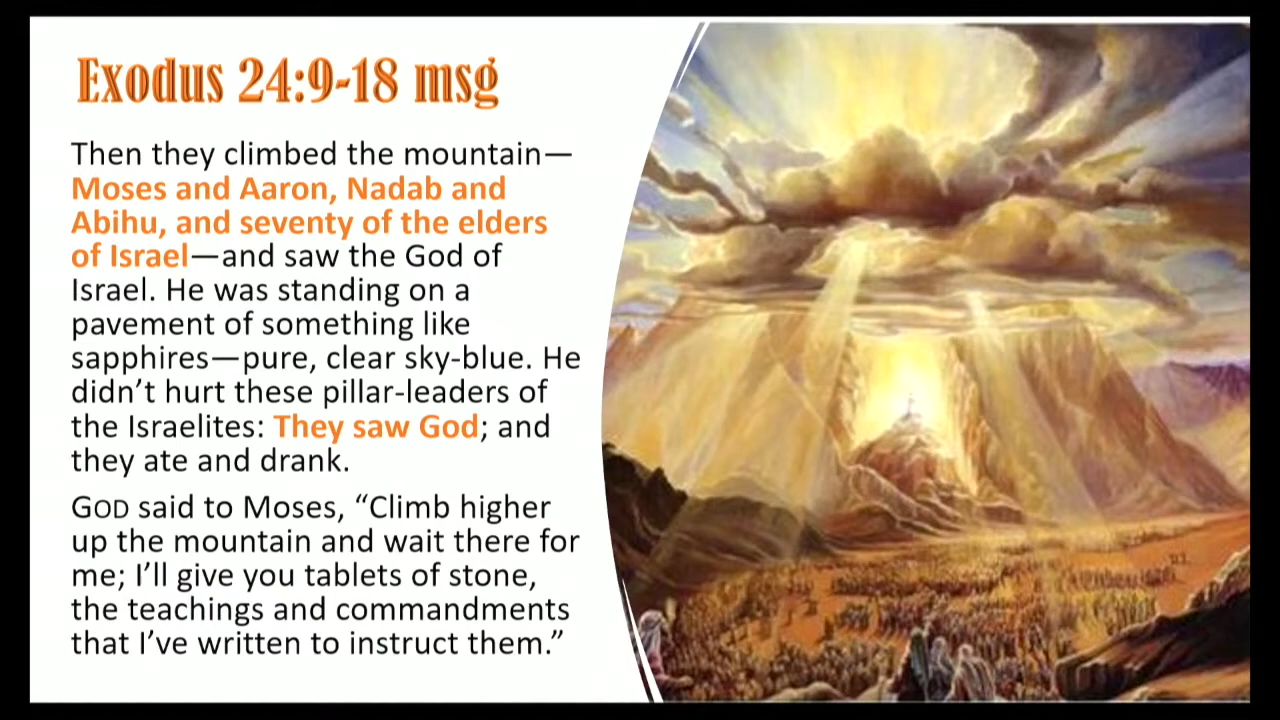 Exodus 24:9-18 msg
Then they climbed the mountain—
Moses and Aaron, Nadab and
Abihu, and seventy of the elders
of Israel—and saw the God of
Israel. He was standing on a
pavement of something like
sapphires—pure, clear sky-blue. He
didn’t hurt these pillar-leaders of
the Israelites: They saw God; and
they ate and drank.
GOD said to Moses, “Climb higher
up the mountain and wait there for
me; I’ll give you tablets of stone,
the teachings and commandments
that I’ve written to instruct them.”